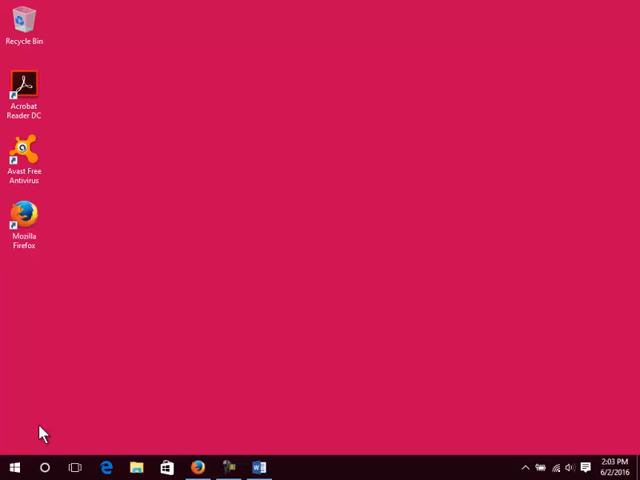 Recycle Bin
Acrobat
Reader DC
Avast Free
Antivirus
Mozilla
Firefox
2:03 PM
6/2/2016